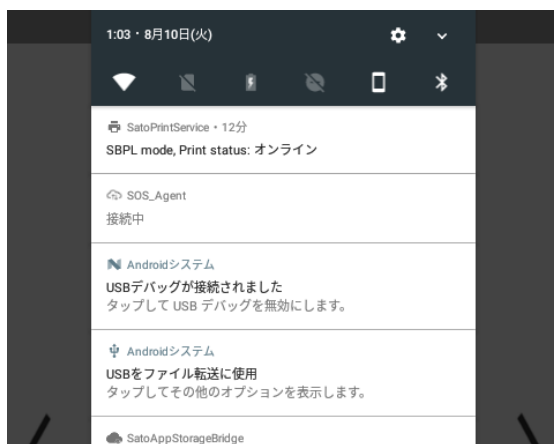 1:03・8月10日(火)
SatoPrintService・12分
SBPL mode, Print status: オンライン
SOS_Agent
接続中
Androidシステム
USBデバッグが接続されました
タップして USB デバッグを無効にします。
Androidシステム
USBをファイル転送に使用
タップしてその他のオプションを表示します。
SatoAppStorageBridge